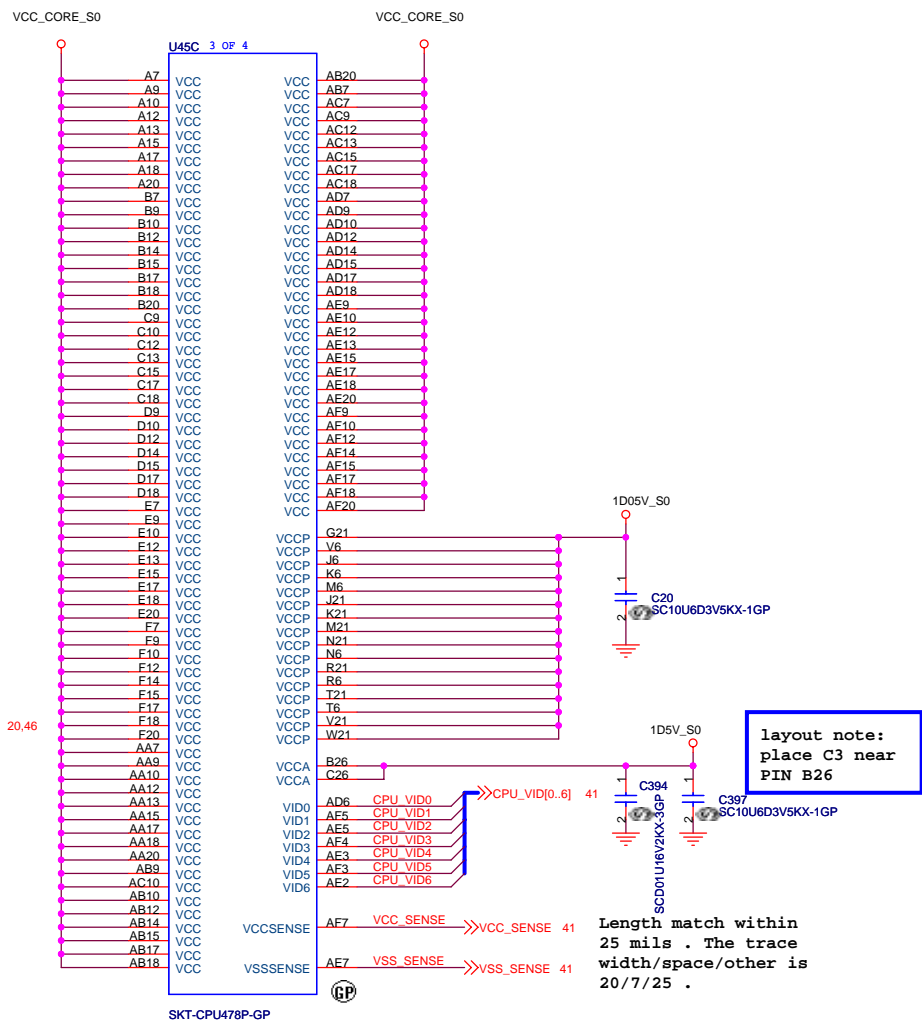 VCC_CORE_S0 VCC_CORE_S0
U45C 3 OF 4
A7 VCC VCC AB20
A9 VCC VCC AB7
A10 VCC VCC AC7
A12 VCC VCC AC9
A13 VCC VCC AC12
A15 VCC VCC AC13
A17 VCC VCC AC15
A18 VCC VCC AC17
A20 VCC VCC AC18
B7 VCC VCC AD7
B9 VCC VCC AD9
B10 VCC VCC AD10
B12 VCC VCC AD12
B14 VCC VCC AD14
B15 VCC VCC AD15
B17 VCC VCC AD17
B18 VCC VCC AD18
B20 VCC VCC AE9
C9 VCC VCC AE10
C10 VCC VCC AE12
C12 VCC VCC AE13
C13 VCC VCC AE15
C15 VCC VCC AE17
C17 VCC VCC AE18
C18 VCC VCC AE20
D9 VCC VCC AF9
D10 VCC VCC AF10
D12 VCC VCC AF12
D14 VCC VCC AF14
D15 VCC VCC AF15
D17 VCC VCC AF17
D18 VCC VCC AF18
E7 VCC VCC AF20
E9 VCC
1D05V_S0
E10 VCC VCCP G21
E12 VCC VCCP V6
E13 VCC VCCP J6
E15 VCC VCCP K6
E17 VCC VCCP M6
E18 VCC VCCP J21
E20 VCC VCCP K21
F7 VCC VCCP M21
F9 VCC VCCP N21
F10 VCC VCCP N6
F12 VCC VCCP R21
F14 VCC VCCP R6
F15 VCC VCCP T21
F17 VCC VCCP T6
F18 VCC VCCP V21
F20 VCC VCCP W21
1
2
C20
SC10U6D3V5KX-1GP
20,46
AA7 VCC
AA9 VCC VCCA B26
AA10 VCC VCCA C26
AA12 VCC
AA13 VCC VID0 AD6 CPU_VID0
AA15 VCC VID1 AF5 CPU_VID1
AA17 VCC VID2 AE5 CPU_VID2
AA18 VCC VID3 AF4 CPU_VID3
AA20 VCC VID4 AE3 CPU_VID4
AB9 VCC VID5 AF3 CPU_VID5
AC10 VCC VID6 AE2 CPU_VID6
AB10 VCC
AB12 VCC
AB14 VCC VCCSENSE AF7 VCC_SENSE VCC_SENSE 41
AB15 VCC
AB17 VCC
AB18 VCC VSSSENSE AE7 VSS_SENSE VSS_SENSE 41
CPU_VID[0..6] 41
1D5V_S0
1
2
C394
SCD01U16V2KX-3GP
1
2
C397
SC10U6D3V5KX-1GP
layout note:
place C3 near
PIN B26
Length match within
25 mils . The trace
width/space/other is
20/7/25 .
GP
SKT-CPU478P-GP